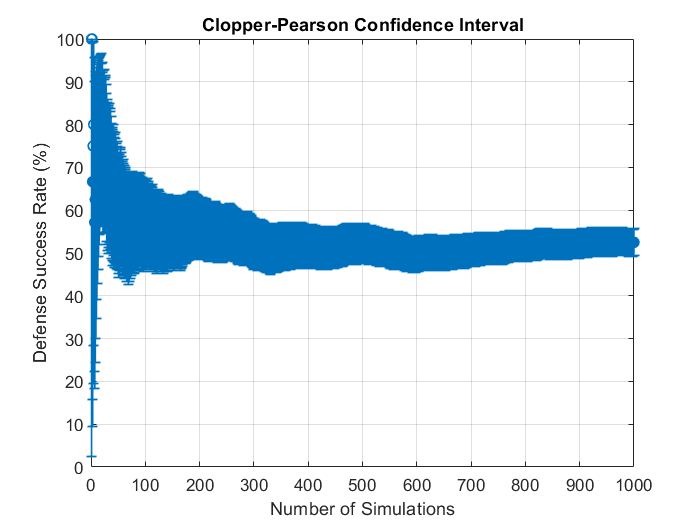 Clopper-Pearson Confidence Interval
Defense Success Rate (%)
100
90
80
70
60
50
40
30
20
10
0
0 100 200 300 400 500 600 700 800 900 1000
Number of Simulations